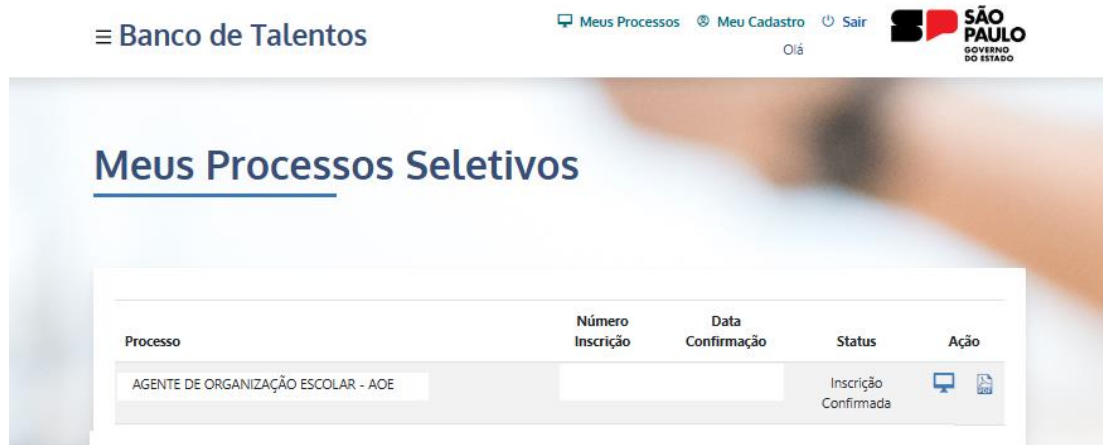 Banco de Talentos
Meus Processos Meu Cadastro Sair
Olá
SÃO
PAULO
GOVERNO
DO ESTADO
Meus Processos Seletivos
Processo
Número
Inscrição
Data
Confirmação
Status
Ação
AGENTE DE ORGANIZAÇÃO ESCOLAR - AOE
Inscrição
Confirmada
PDF